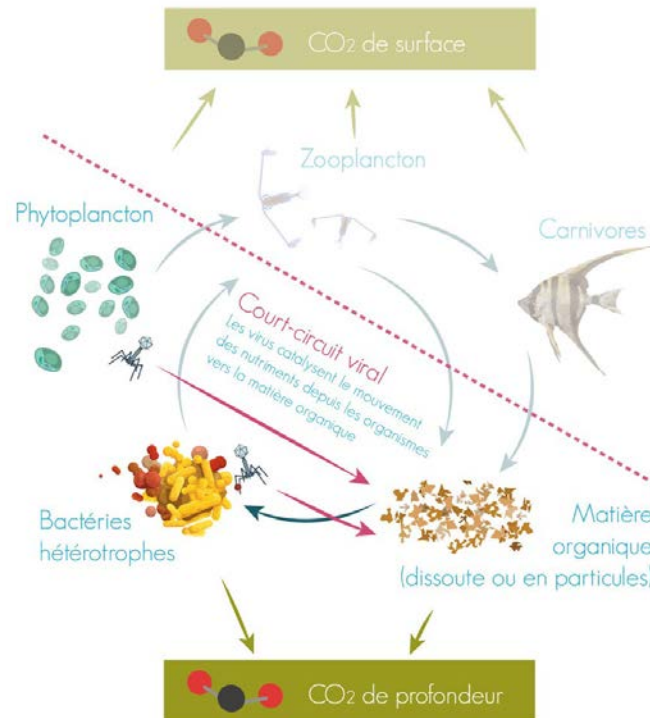 CO2 de surface
Zooplancton
Phytoplancton
Carnivores
Court-circuit viral
Les virus catalysent le mouvement
des nutriments depuis les organismes
vers la matière organique
Bactéries
hétérotrophes
Matière
organique
(dissoute ou en particules)
CO2 de profondeur